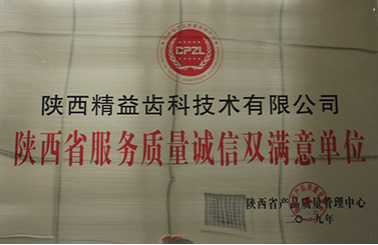 CPZL
陕西精益齿科技术有限公司
陕西省服务质量诚信双满意单位
陕西省产品质量管理中心
二〇一九年